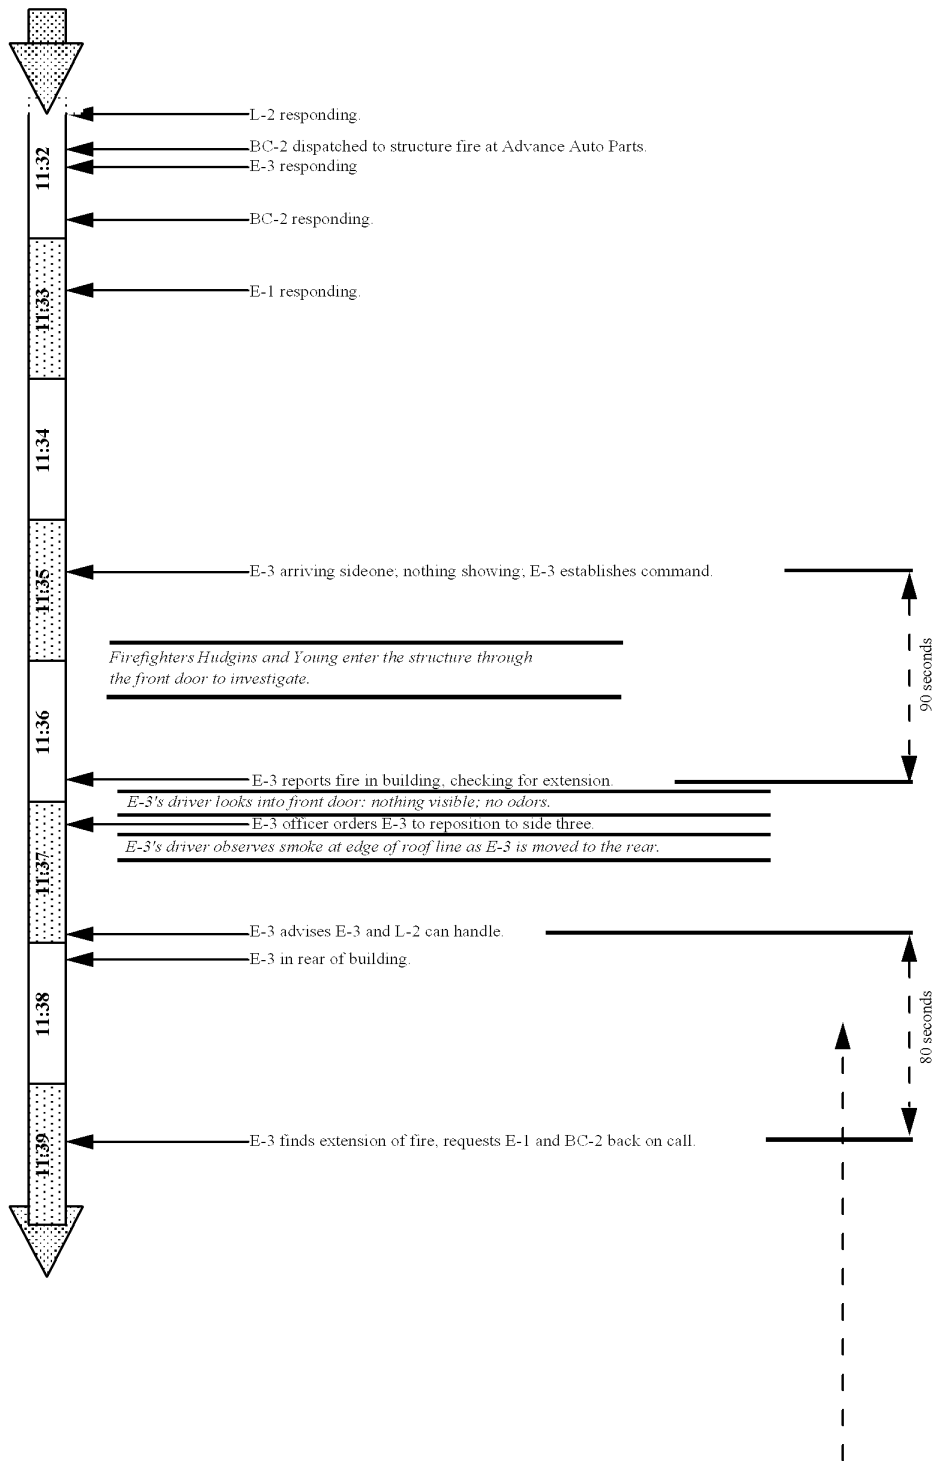 L-2 responding.
BC-2 dispatched to structure fire at Advance Auto Parts.
11:32
E-3 responding
BC-2 responding.
E-1 responding.
11:33
11:34
E-3 arriving sideone; nothing showing; E-3 establishes command.
11:35
Firefighters Hudgins and Young enter the structure through
the front door to investigate.
90 seconds
11:36
E-3 reports fire in building, checking for extension.
E-3's driver looks into front door: nothing visible; no odors.
E-3 officer orders E-3 to reposition to side three.
E-3's driver observes smoke at edge of roof line as E-3 is moved to the rear.
11:37
E-3 advises E-3 and L-2 can handle.
E-3 in rear of building.
11:38
80 seconds
E-3 finds extension of fire, requests E-1 and BC-2 back on call.
11:39